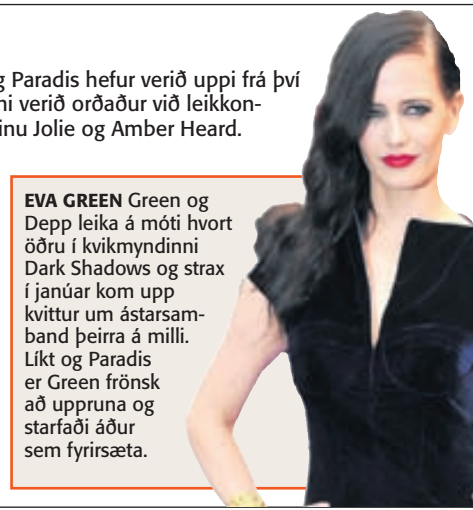 g Paradis hefur verið uppi frá því
ni verið orðaður við leikkon-
inu Jolie og Amber Heard.
EVA GREEN Green og
Depp leika á móti hvort
öðru í kvikmyndinni
Dark Shadows og strax
í janúar kom upp
kvittur um ástarsam-
band þeirra á milli.
Líkt og Paradis
er Green frönsk
að uppruna og
starfaði áður
sem fyrirsæta.